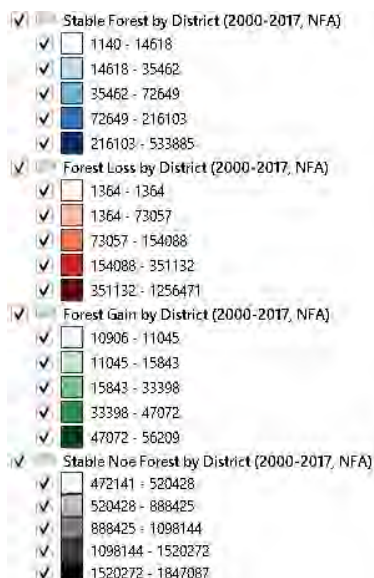 Stable Forest by District (2000-2017, NFA)
1140 - 14618
14618 - 35462
35462 - 72649
72649 - 216103
216103 - 533885
Forest Loss by District (2000-2017, NFA)
1364 - 1364
1364 - 73057
73057 - 154088
154088 - 351132
351132 - 1256471
Forest Gain by District (2000-2017, NFA)
10906 - 11045
11045 - 15843
15843 - 33398
33398 - 47072
47072 - 56209
Stable Noe Forest by District (2000-2017, NFA)
472141 - 520428
520428 - 888425
888425 - 1098144
1098144 - 1520272
1520272 - 1847087